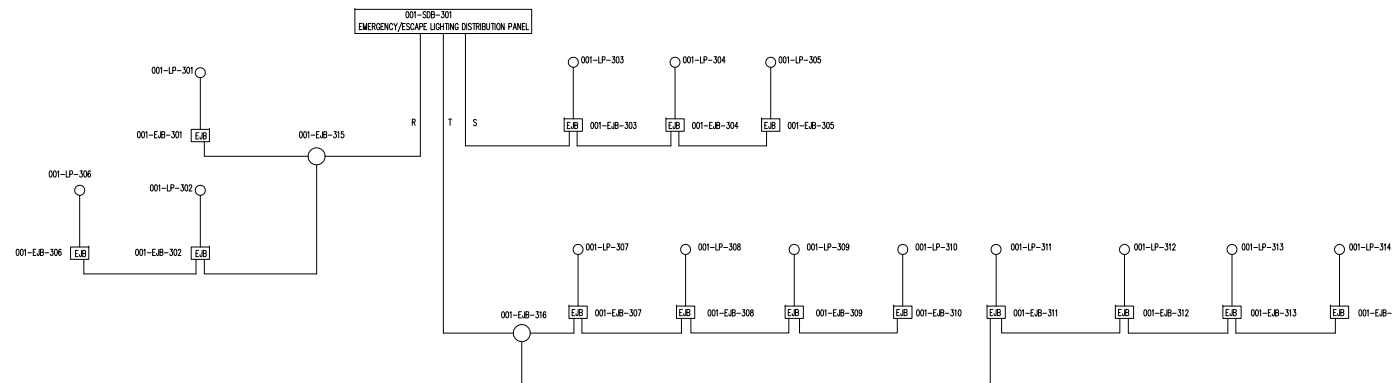 001-SDB-301
EMERGENCY/ESCAPE LIGHTING DISTRIBUTION PANEL
001-LP-301
001-LP-303
001-LP-304
001-LP-305
R
T
S
001-EJB-301
EJB
001-EJB-315
EJB
001-EJB-303
EJB
001-EJB-304
EJB
001-EJB-305
001-LP-306
001-LP-302
001-EJB-306
EJB
001-EJB-302
EJB
001-LP-307
001-LP-308
001-LP-309
001-LP-310
001-LP-311
001-LP-312
001-LP-313
001-LP-314
001-EJB-316
EJB
001-EJB-307
EJB
001-EJB-308
EJB
001-EJB-309
EJB
001-EJB-310
EJB
001-EJB-311
EJB
001-EJB-312
EJB
001-EJB-313
EJB
001-EJB-